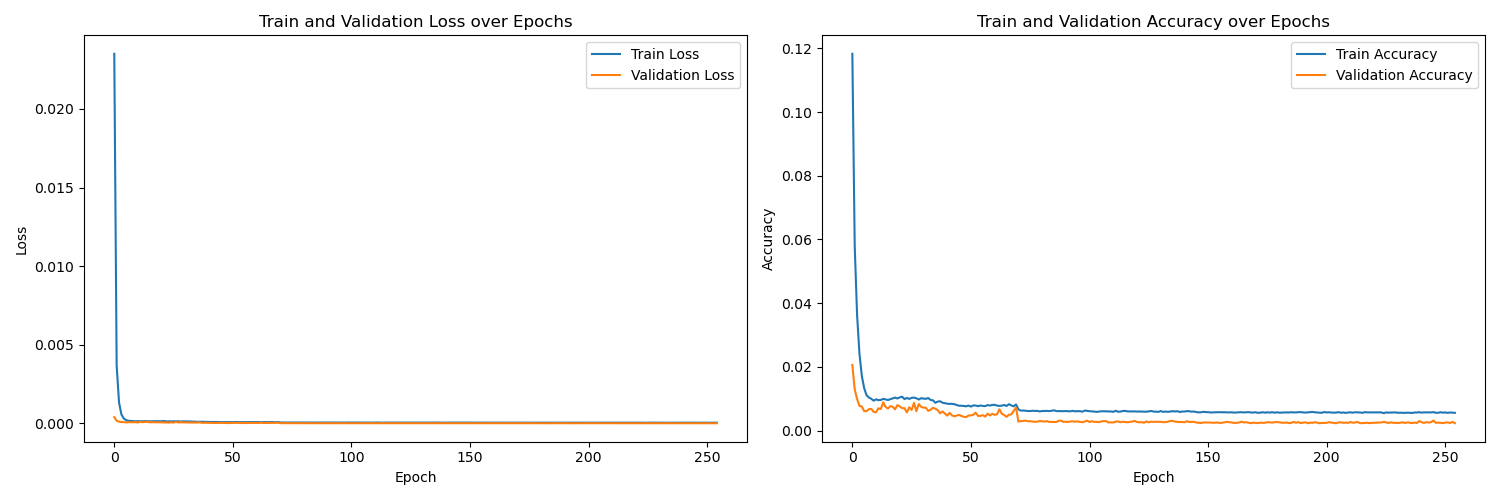 Train and Validation Loss over Epochs
Train Loss
Validation Loss
0.020
0.015
0.010
0.005
0.000
Loss
0
50
100
150
200
250
Epoch
Train and Validation Accuracy over Epochs
Train Accuracy
Validation Accuracy
0.12
0.10
0.08
0.06
0.04
0.02
0.00
Accuracy
0
50
100
150
200
250
Epoch